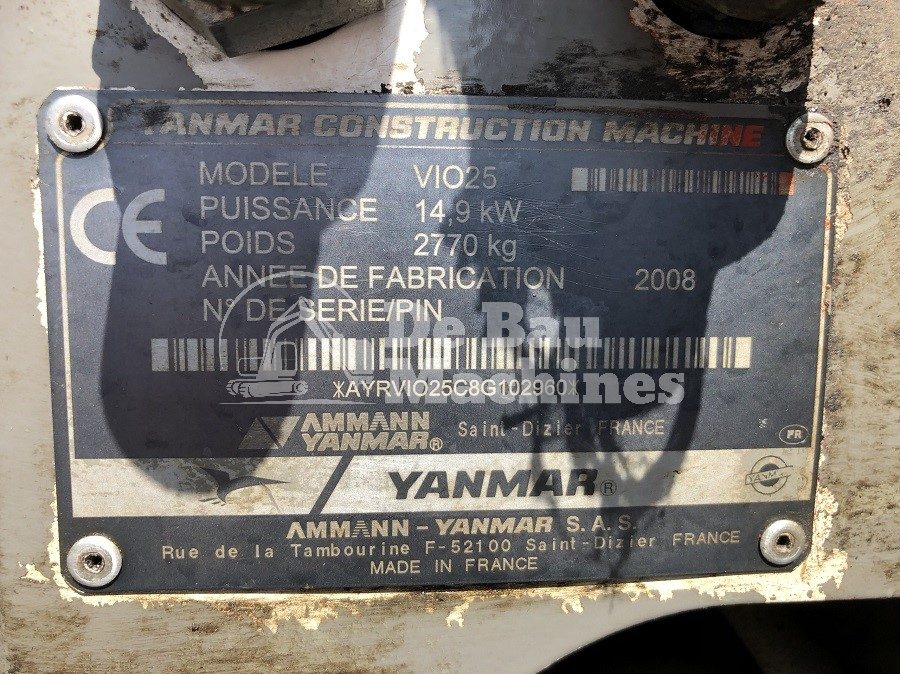 YANMAR CONSTRUCTION MACHINE
MODELE VIO25
PUISSANCE 14,9 kW
POIDS 2770 kg
ANNEE DE FABRICATION 2008
N° DE SERIE/PIN
De Bau
Machines
*AYRVIO25C8G102960*
AMMANN
YANMAR® Saint-Dizier FRANCE
FR
YANMAR®
YANMAR
AMMANN - YANMAR S.A.S.
Rue de la Tambourine F-52100 Saint-Dizier FRANCE
MADE IN FRANCE
CE